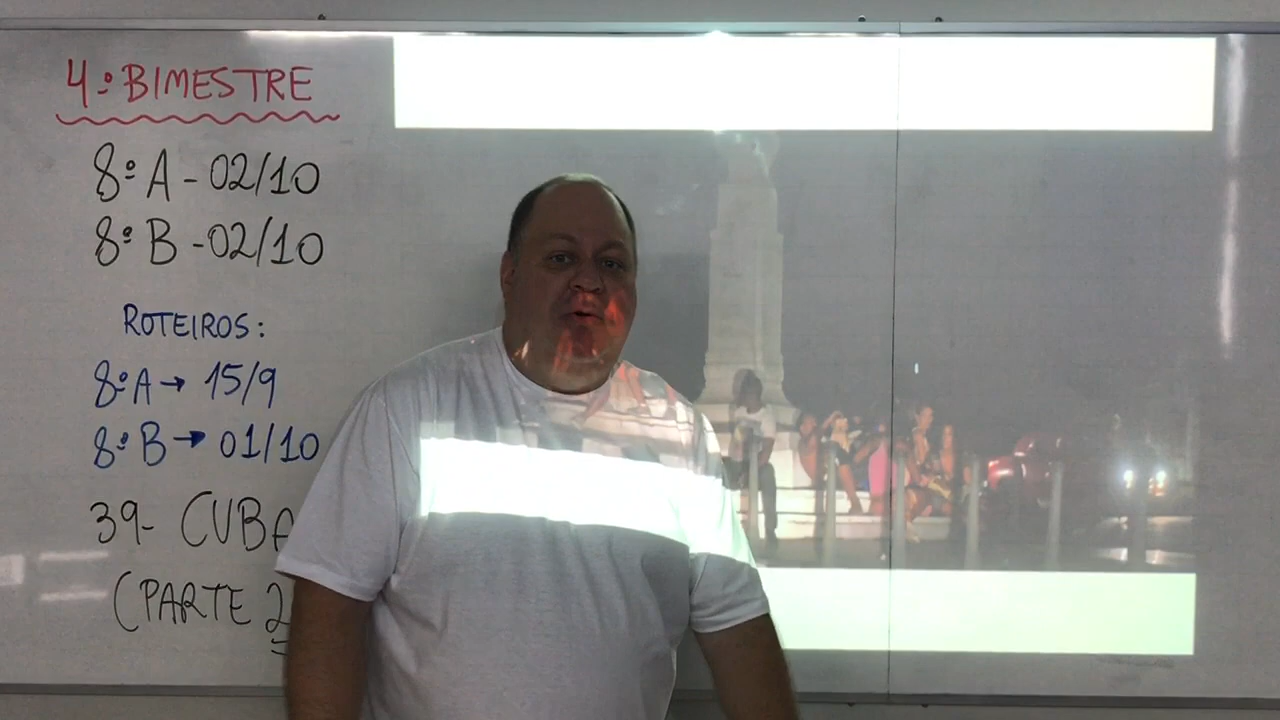 4º BIMESTRE
8º A - 02/10
8º B - 02/10
ROTEIROS:
8º A → 15/9
8º B → 01/10
39- CUBA
(PARTE 2